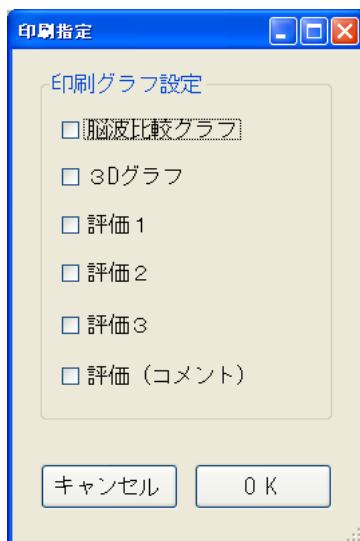 印刷指定
印刷グラフ設定
脳波比較グラフ
３Dグラフ
評価１
評価２
評価３
評価（コメント）
キャンセル
ＯＫ